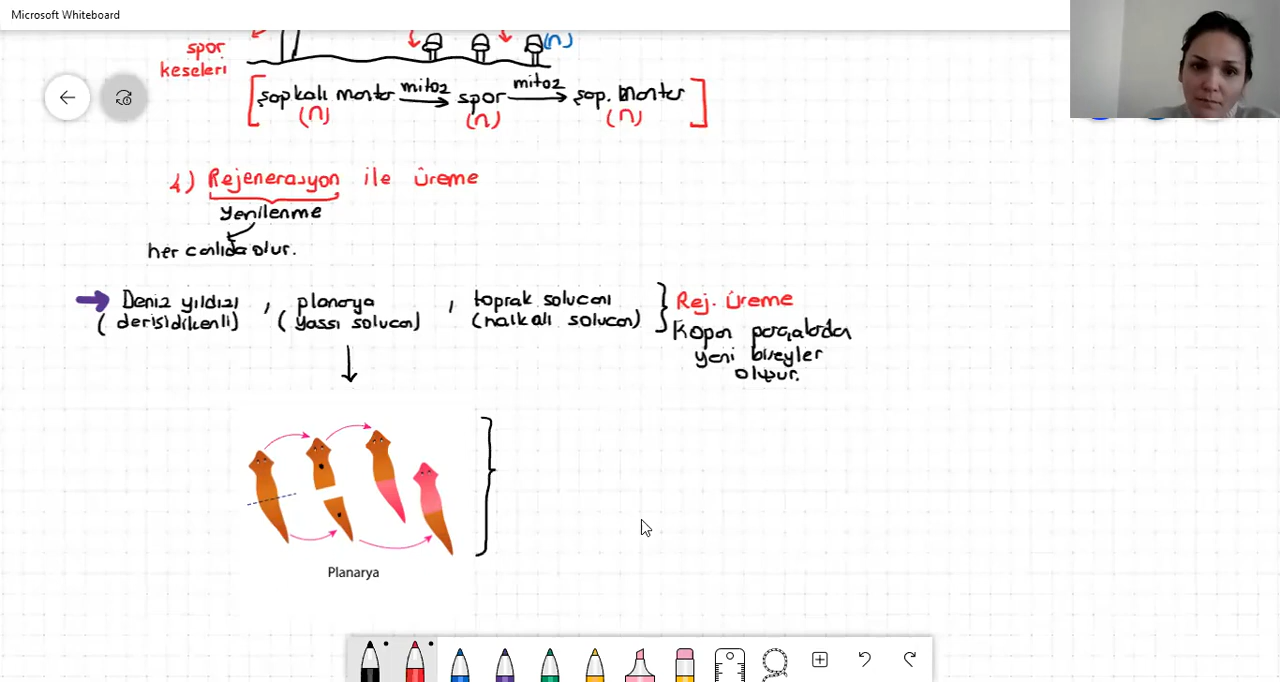 Microsoft Whiteboard
spor
keseleri
(n)
şapkalı mantar mitoz spor mitoz şap. mantar
(n) (n) (n)
4) Rejenerasyon ile üreme
yenilenme
her canlıda olur.
Deniz yıldızı , planarya , toprak solucanı Rej. üreme
(derisidikenli) (yassı solucan) (halkalı solucan) Kopan parçalardan
yeni bireyler
oluşur.
Planarya